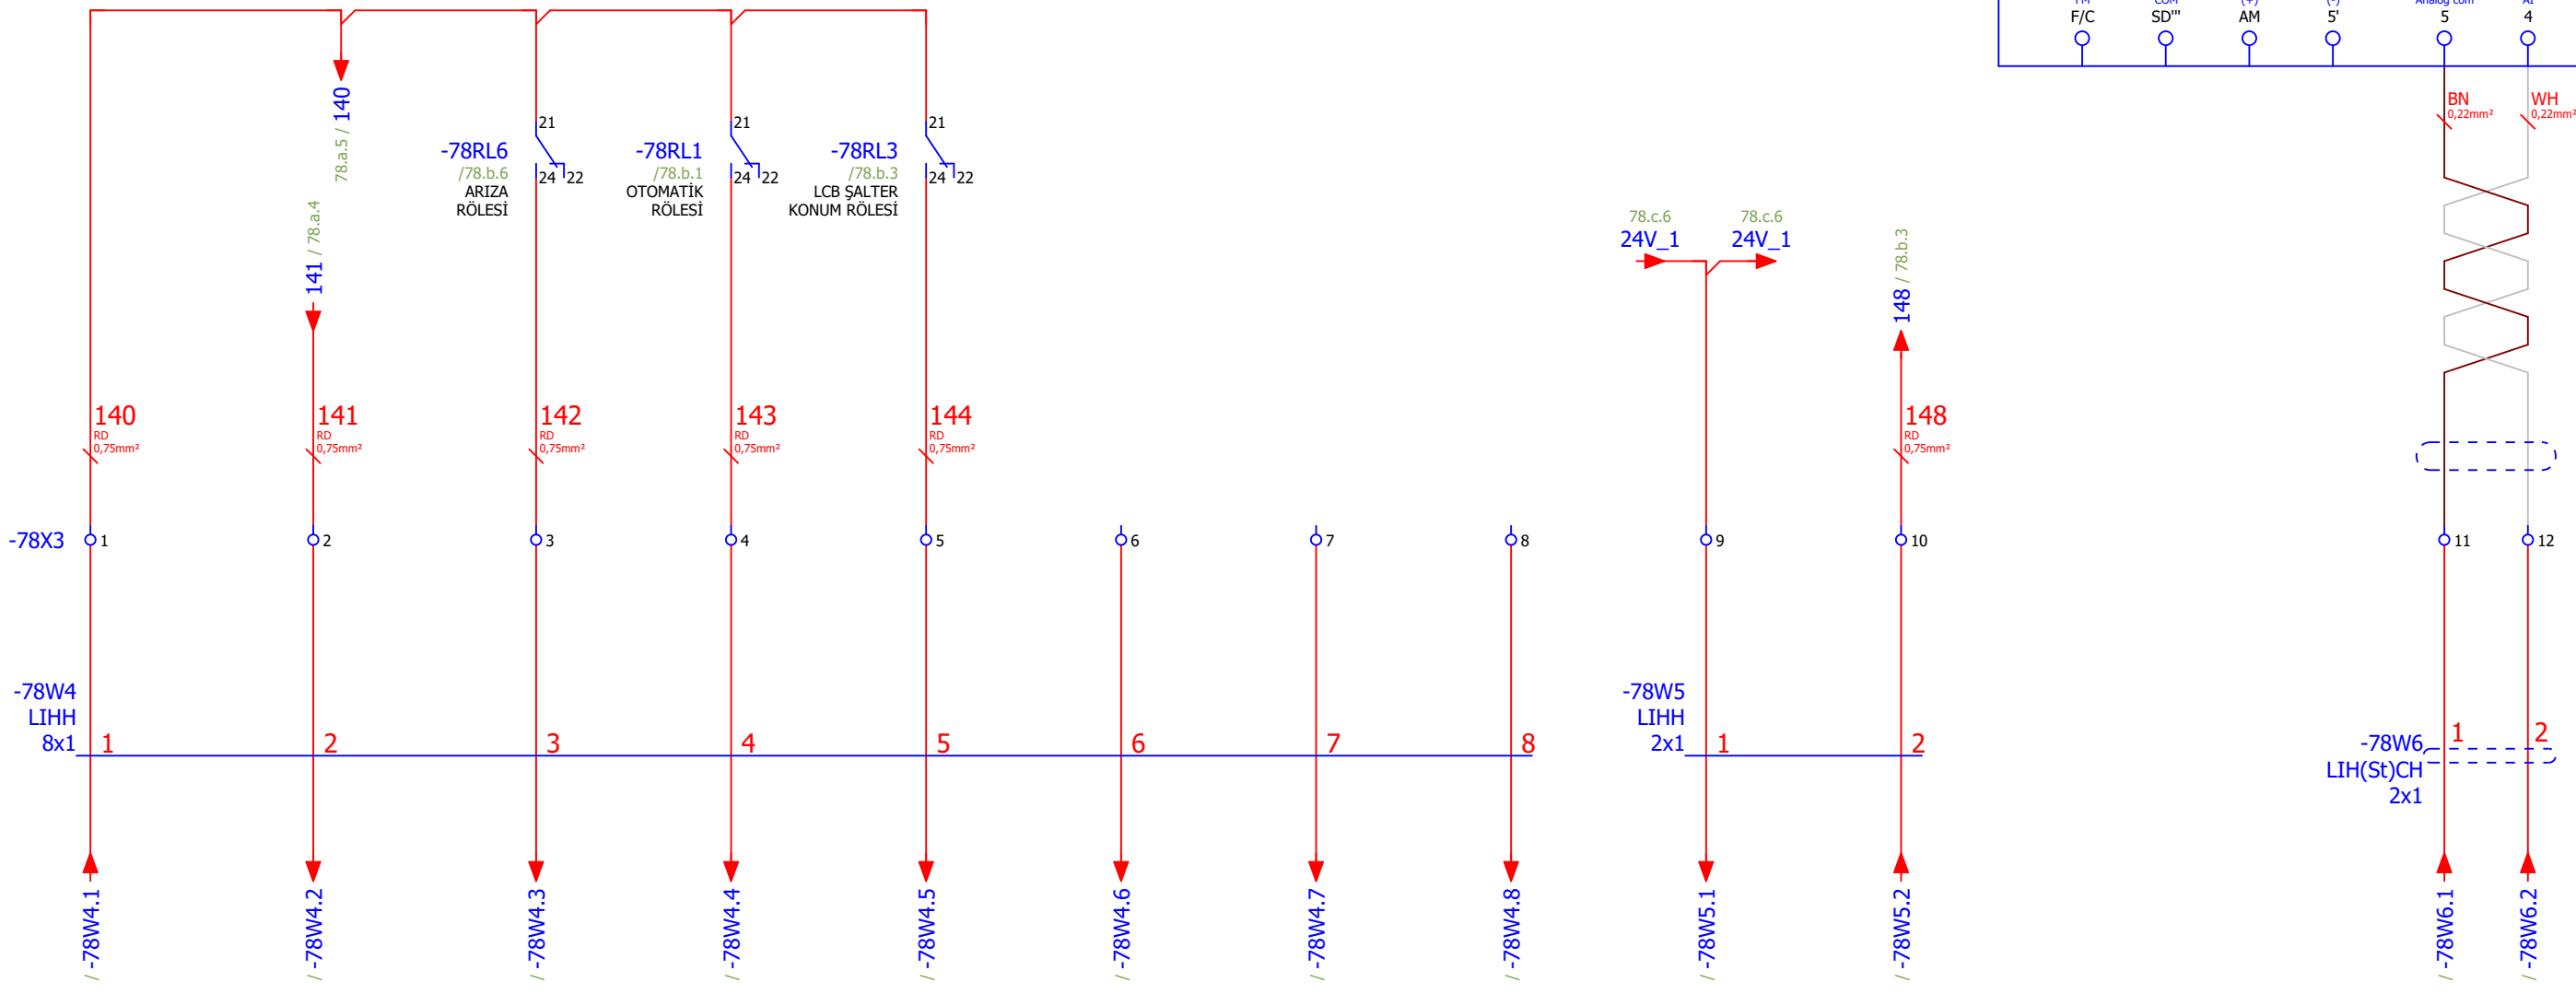 F/C SD''' AM 5' 5 4
BN
0,22mm²
WH
0,22mm²
78.a.5 / 140
141 / 78.a.4
-78RL6
/78.b.6
ARIZA
RÖLESİ
21
24 22
-78RL1
/78.b.1
OTOMATİK
RÖLESİ
21
24 22
-78RL3
/78.b.3
LCB ŞALTER
KONUM RÖLESİ
21
24 22
78.c.6
24V_1
78.c.6
24V_1
148 / 78.b.3
140
RD
0,75mm²
141
RD
0,75mm²
142
RD
0,75mm²
143
RD
0,75mm²
144
RD
0,75mm²
148
RD
0,75mm²
-78X3 1 2 3 4 5 6 7 8 9 10 11 12
-78W4
LIHH
8x1
1 2 3 4 5 6 7 8
-78W5
LIHH
2x1
1 2
-78W6
LIH(St)CH
2x1
1 2
/ -78W4.1
/ -78W4.2
/ -78W4.3
/ -78W4.4
/ -78W4.5
/ -78W4.6
/ -78W4.7
/ -78W4.8
/ -78W5.1
/ -78W5.2
/ -78W6.1
/ -78W6.2